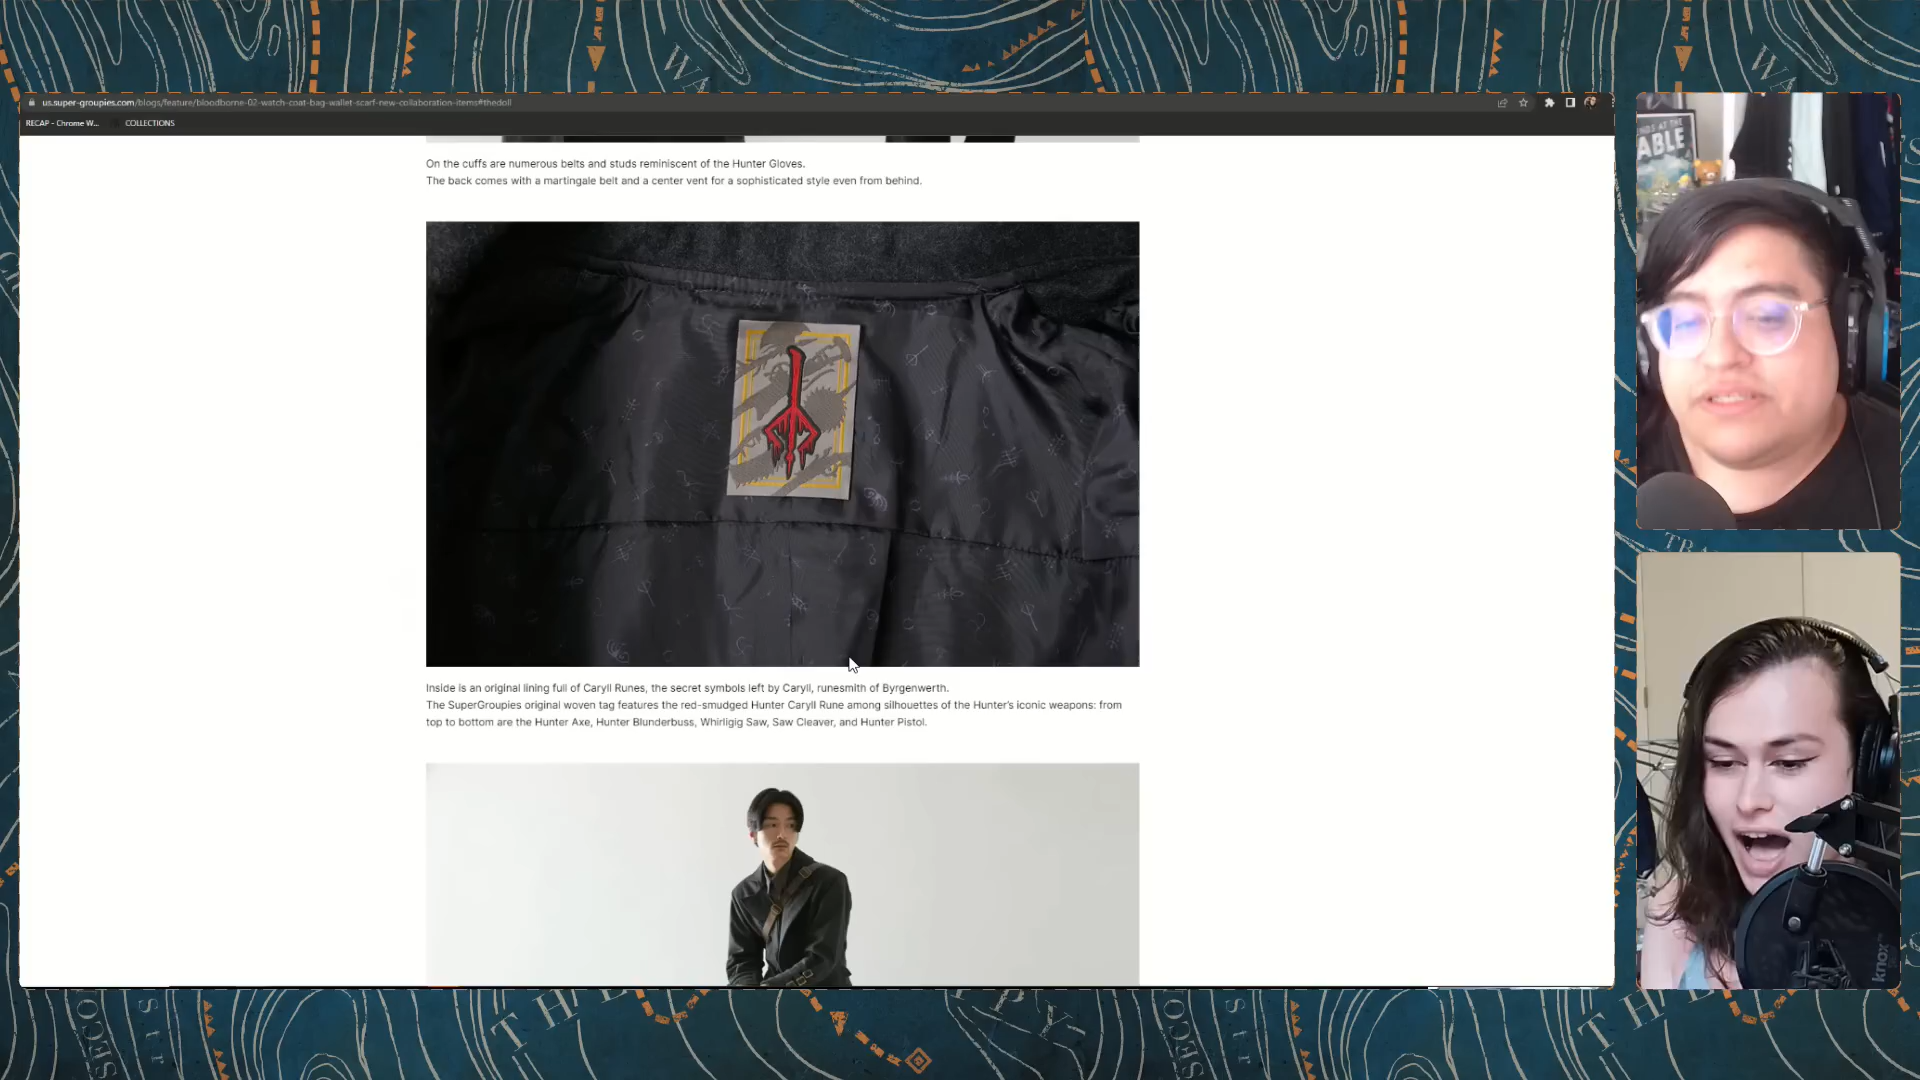 us.super-groupies.com/blogs/feature/bloodborne-02-watch-coat-bag-wallet-scarf-new-collaboration-items#thedoll
RECAP - Chrome W...
COLLECTIONS
On the cuffs are numerous belts and studs reminiscent of the Hunter Gloves.
The back comes with a martingale belt and a center vent for a sophisticated style even from behind.
Inside is an original lining full of Caryll Runes, the secret symbols left by Caryll, runesmith of Byrgenwerth.
The SuperGroupies original woven tag features the red-smudged Hunter Caryll Rune among silhouettes of the Hunter's iconic weapons: from
top to bottom are the Hunter Axe, Hunter Blunderbuss, Whirligig Saw, Saw Cleaver, and Hunter Pistol.
ABLE
knox